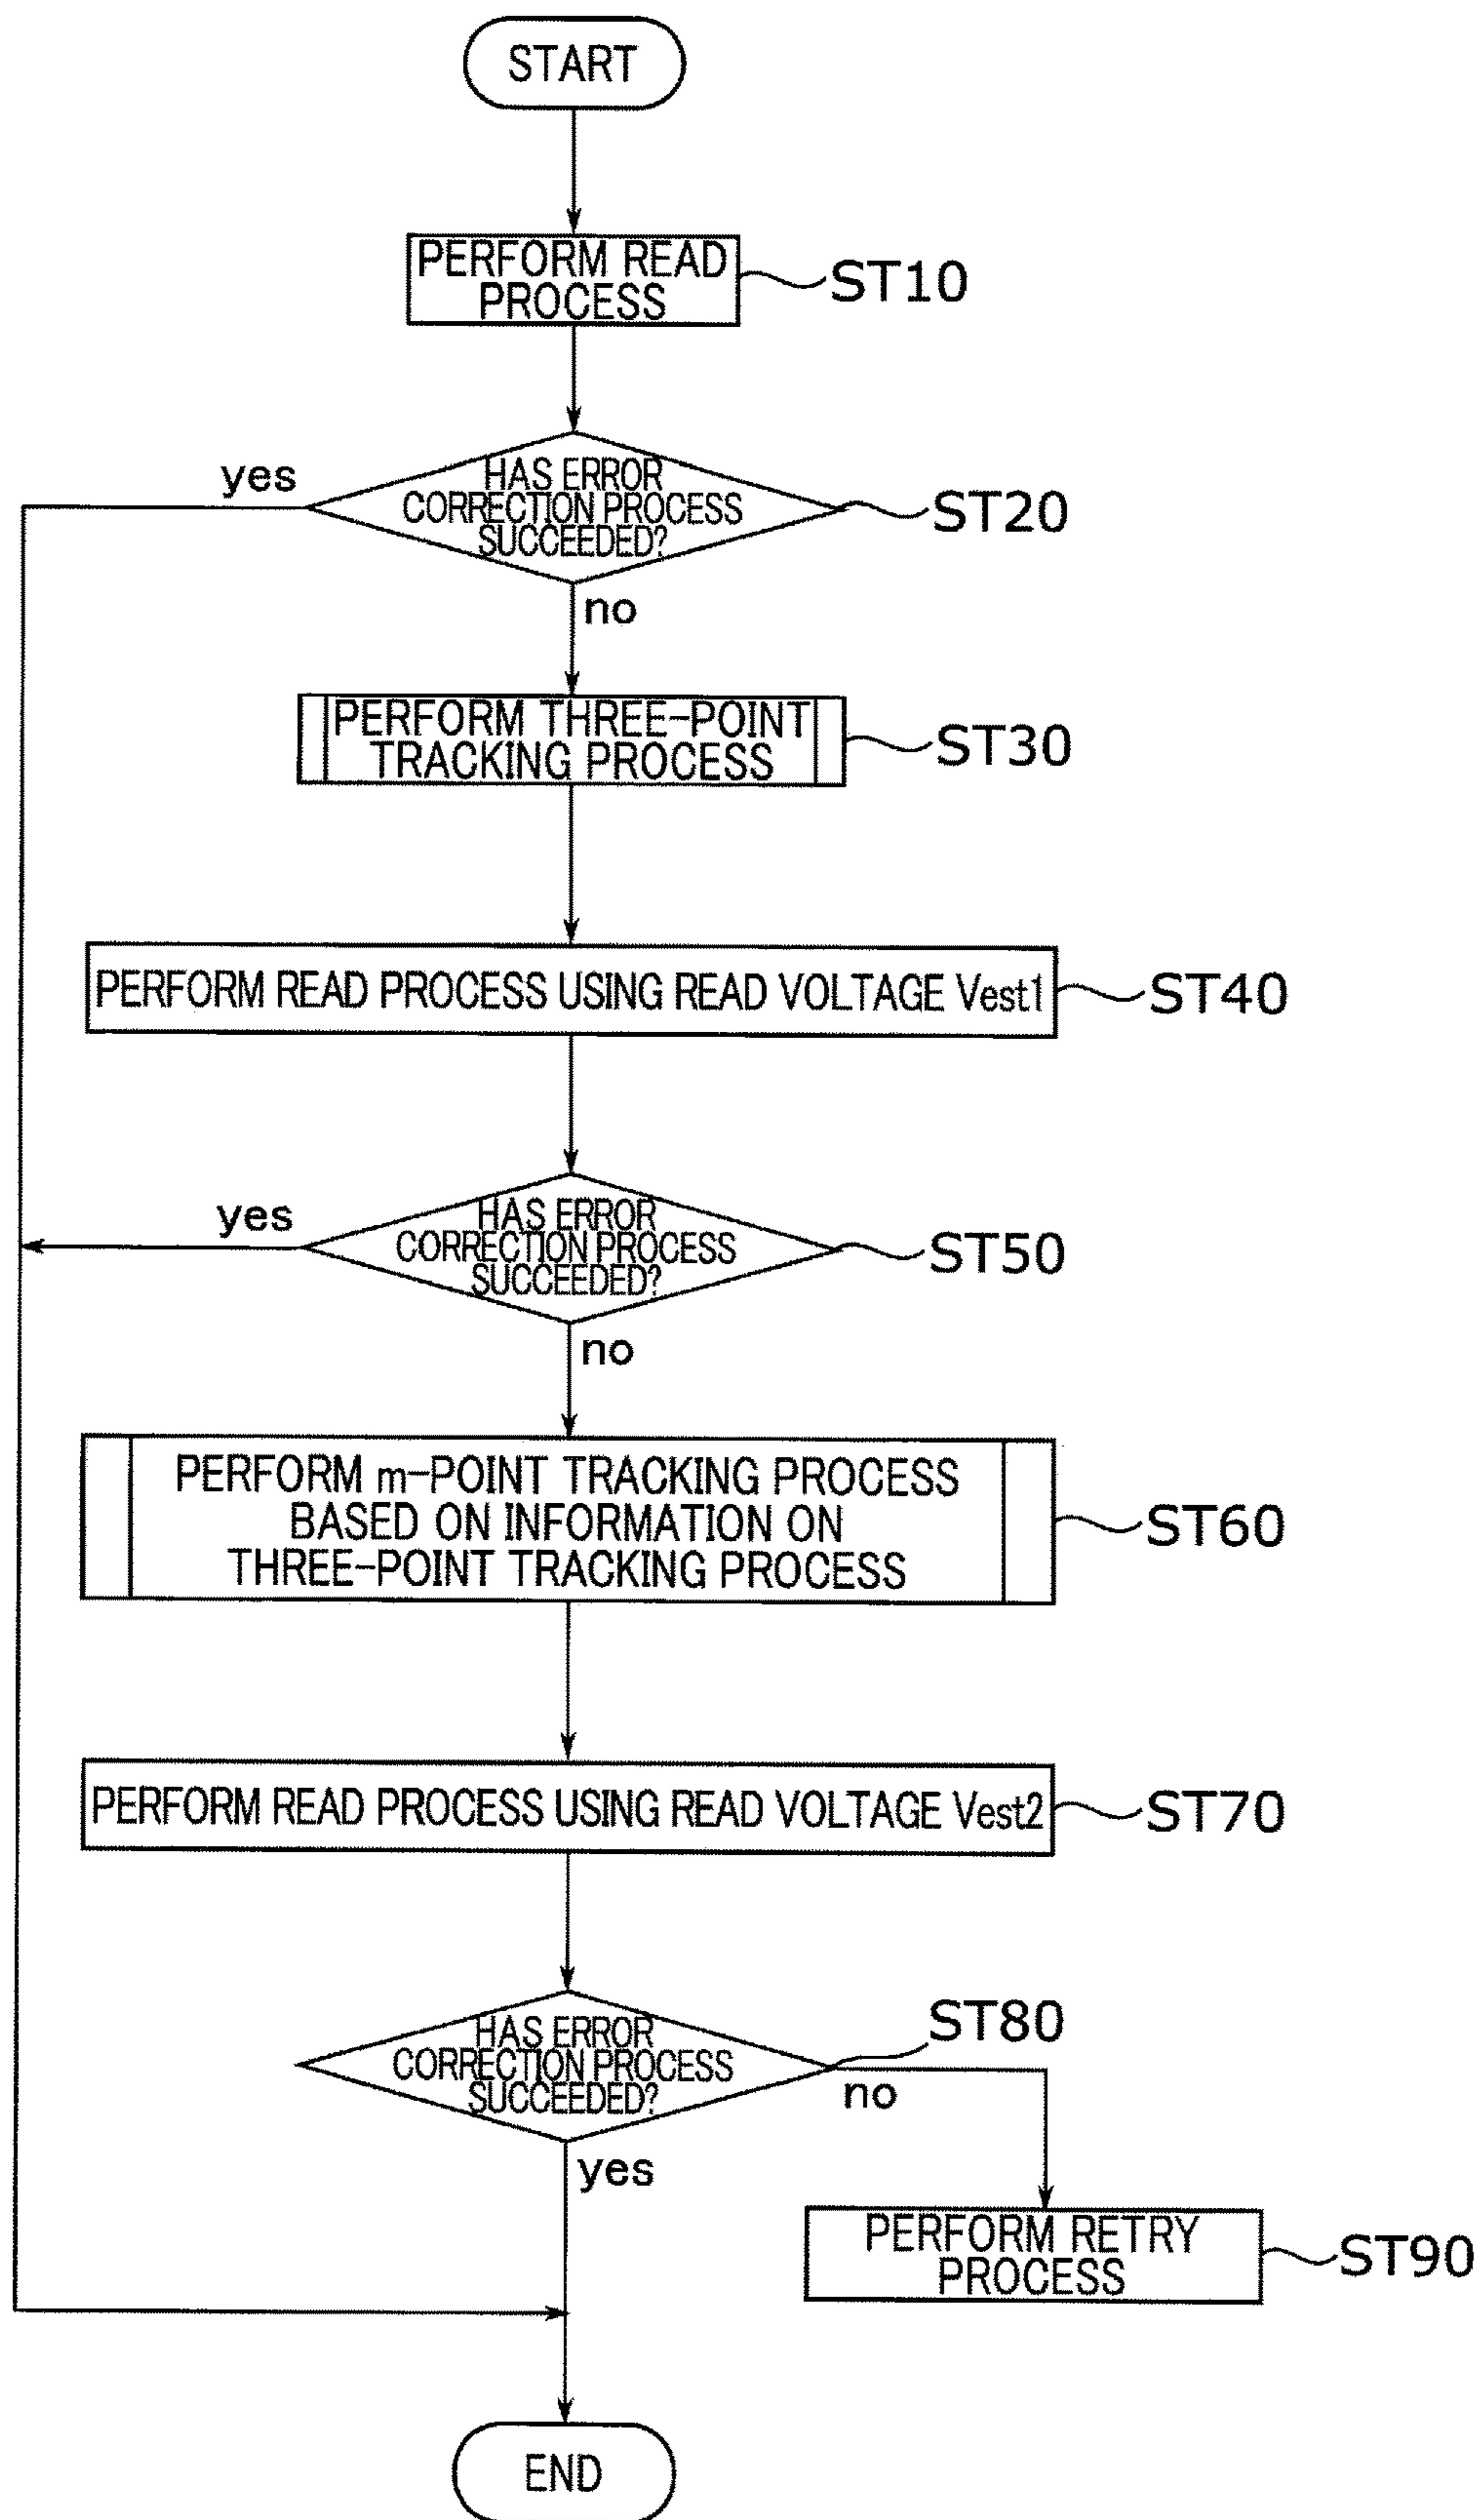 START
PERFORM READ
PROCESS
ST10
yes
HAS ERROR
CORRECTION PROCESS
SUCCEEDED?
ST20
no
PERFORM THREE-POINT
TRACKING PROCESS
ST30
PERFORM READ PROCESS USING READ VOLTAGE Vest1
ST40
yes
HAS ERROR
CORRECTION PROCESS
SUCCEEDED?
ST50
no
PERFORM m-POINT TRACKING PROCESS
BASED ON INFORMATION ON
THREE-POINT TRACKING PROCESS
ST60
PERFORM READ PROCESS USING READ VOLTAGE Vest2
ST70
HAS ERROR
CORRECTION PROCESS
SUCCEEDED?
ST80
no
yes
PERFORM RETRY
PROCESS
ST90
END